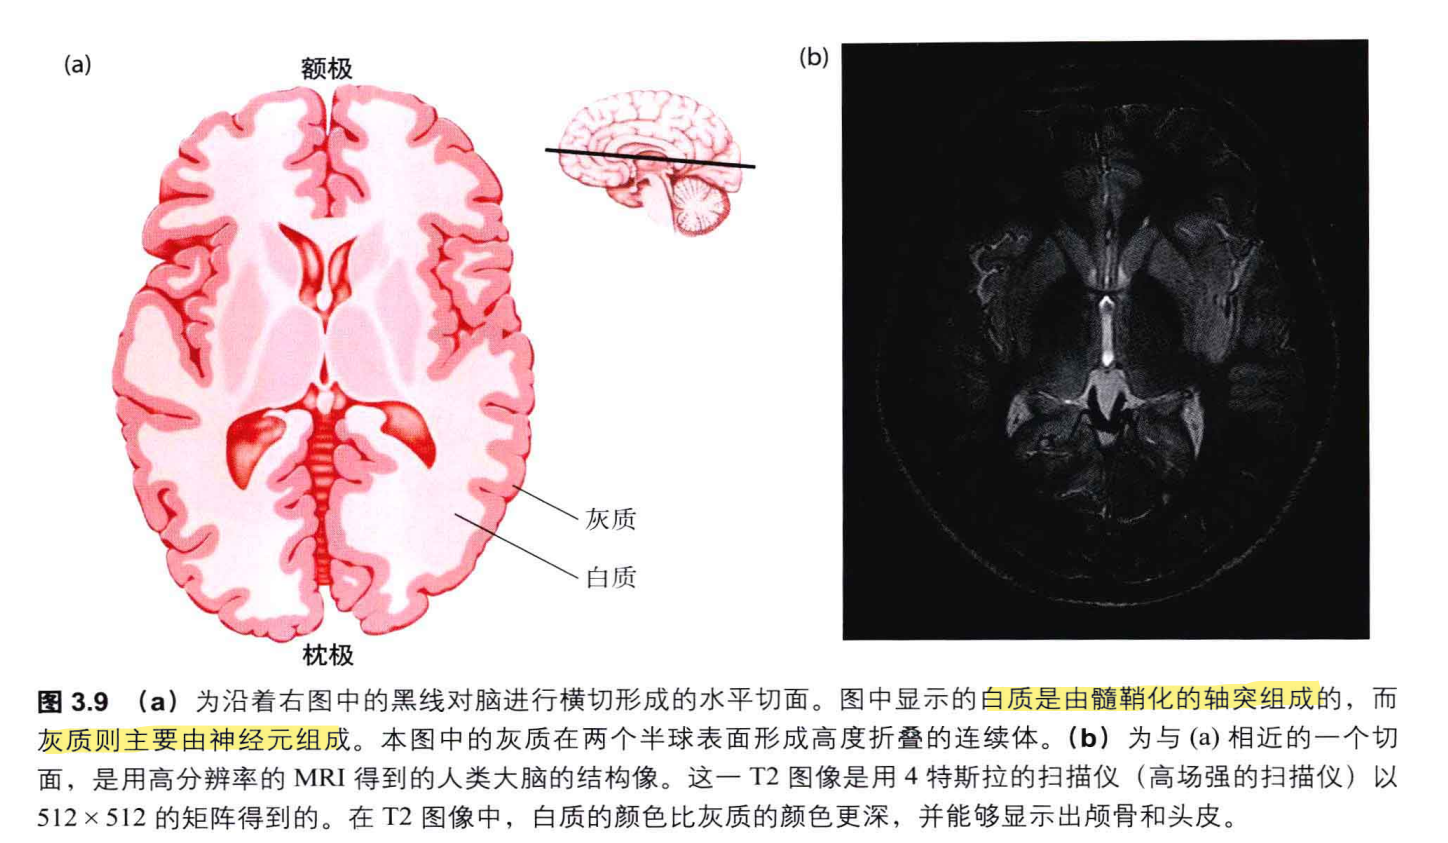 (a)
额极
(b)
灰质
白质
枕极
图 3.9 (a) 为沿着右图中的黑线对脑进行横切形成的水平切面。图中显示的白质是由髓鞘化的轴突组成的，而
灰质则主要由神经元组成。本图中的灰质在两个半球表面形成高度折叠的连续体。(b) 为与 (a) 相近的一个切
面，是用高分辨率的 MRI 得到的人类大脑的结构像。这一 T2 图像是用 4 特斯拉的扫描仪（高场强的扫描仪）以
512 × 512 的矩阵得到的。在 T2 图像中，白质的颜色比灰质的颜色更深，并能够显示出颅骨和头皮。